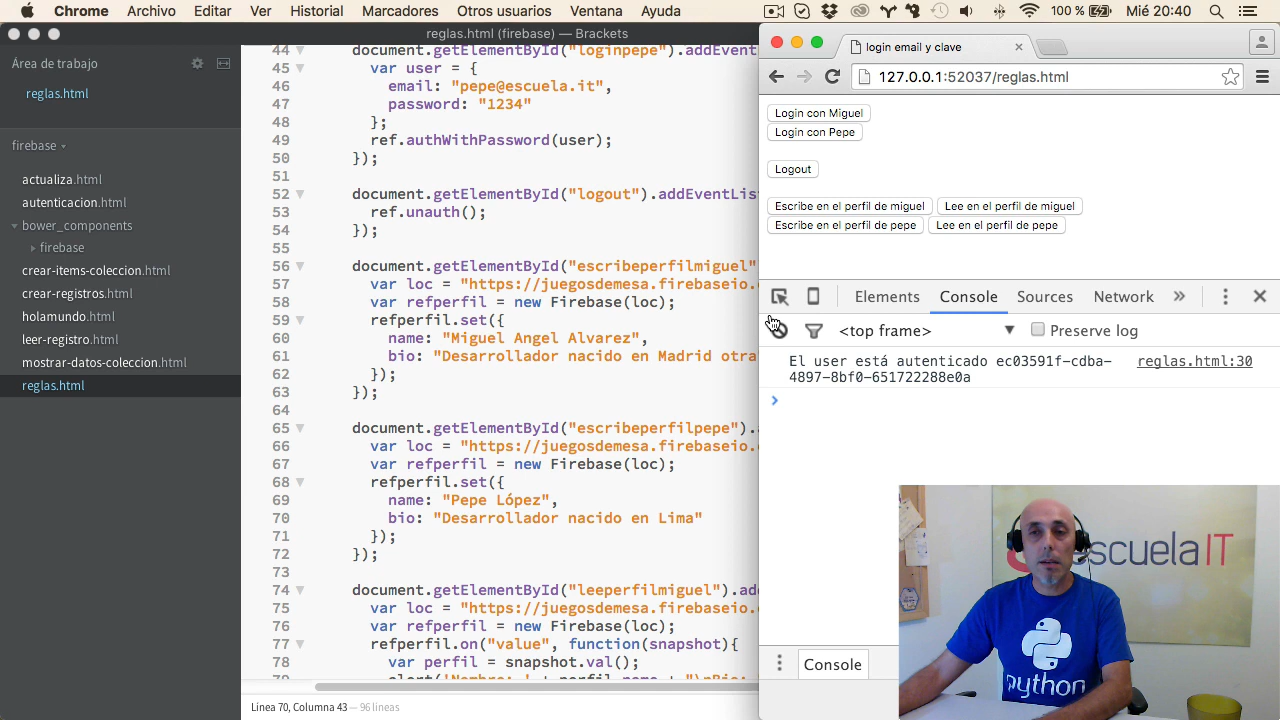 Chrome Archivo Editar Ver Historial Marcadores Otros usuarios Ventana Ayuda 100 % Mié 20:40
reglas.html (firebase) — Brackets
Área de trabajo
reglas.html
firebase
actualiza.html
autenticacion.html
bower_components
firebase
crear-items-coleccion.html
crear-registros.html
holamundo.html
leer-registro.html
mostrar-datos-coleccion.html
reglas.html
44 document.getElementById("loginpepe").addEvent
45 var user = {
46 email: "pepe@escuela.it",
47 password: "1234"
48 };
49 ref.authWithPassword(user);
50 });
51
52 document.getElementById("logout").addEventList
53 ref.unauth();
54 });
55
56 document.getElementById("escribeperfilmiguel"
57 var loc = "https://juegosdemesa.firebaseio.
58 var refperfil = new Firebase(loc);
59 refperfil.set({
60 name: "Miguel Angel Alvarez",
61 bio: "Desarrollador nacido en Madrid otra
62 });
63 });
64
65 document.getElementById("escribeperfilpepe").
66 var loc = "https://juegosdemesa.firebaseio.
67 var refperfil = new Firebase(loc);
68 refperfil.set({
69 name: "Pepe López",
70 bio: "Desarrollador nacido en Lima"
71 });
72 });
73
74 document.getElementById("leeperfilmiguel").ad
75 var loc = "https://juegosdemesa.firebaseio.
76 var refperfil = new Firebase(loc);
77 refperfil.on("value", function(snapshot){
78 var perfil = snapshot.val();
Linea 70, Columna 43 — 96 lineas
login email y clave
127.0.0.1:52037/reglas.html
Login con Miguel
Login con Pepe
Logout
Escribe en el perfil de miguel Lee en el perfil de miguel
Escribe en el perfil de pepe Lee en el perfil de pepe
Elements Console Sources Network »
<top frame> Preserve log
El user está autenticado ec03591f-cdba- reglas.html:30
4897-8bf0-651722288e0a
Console
escuelaIT
python